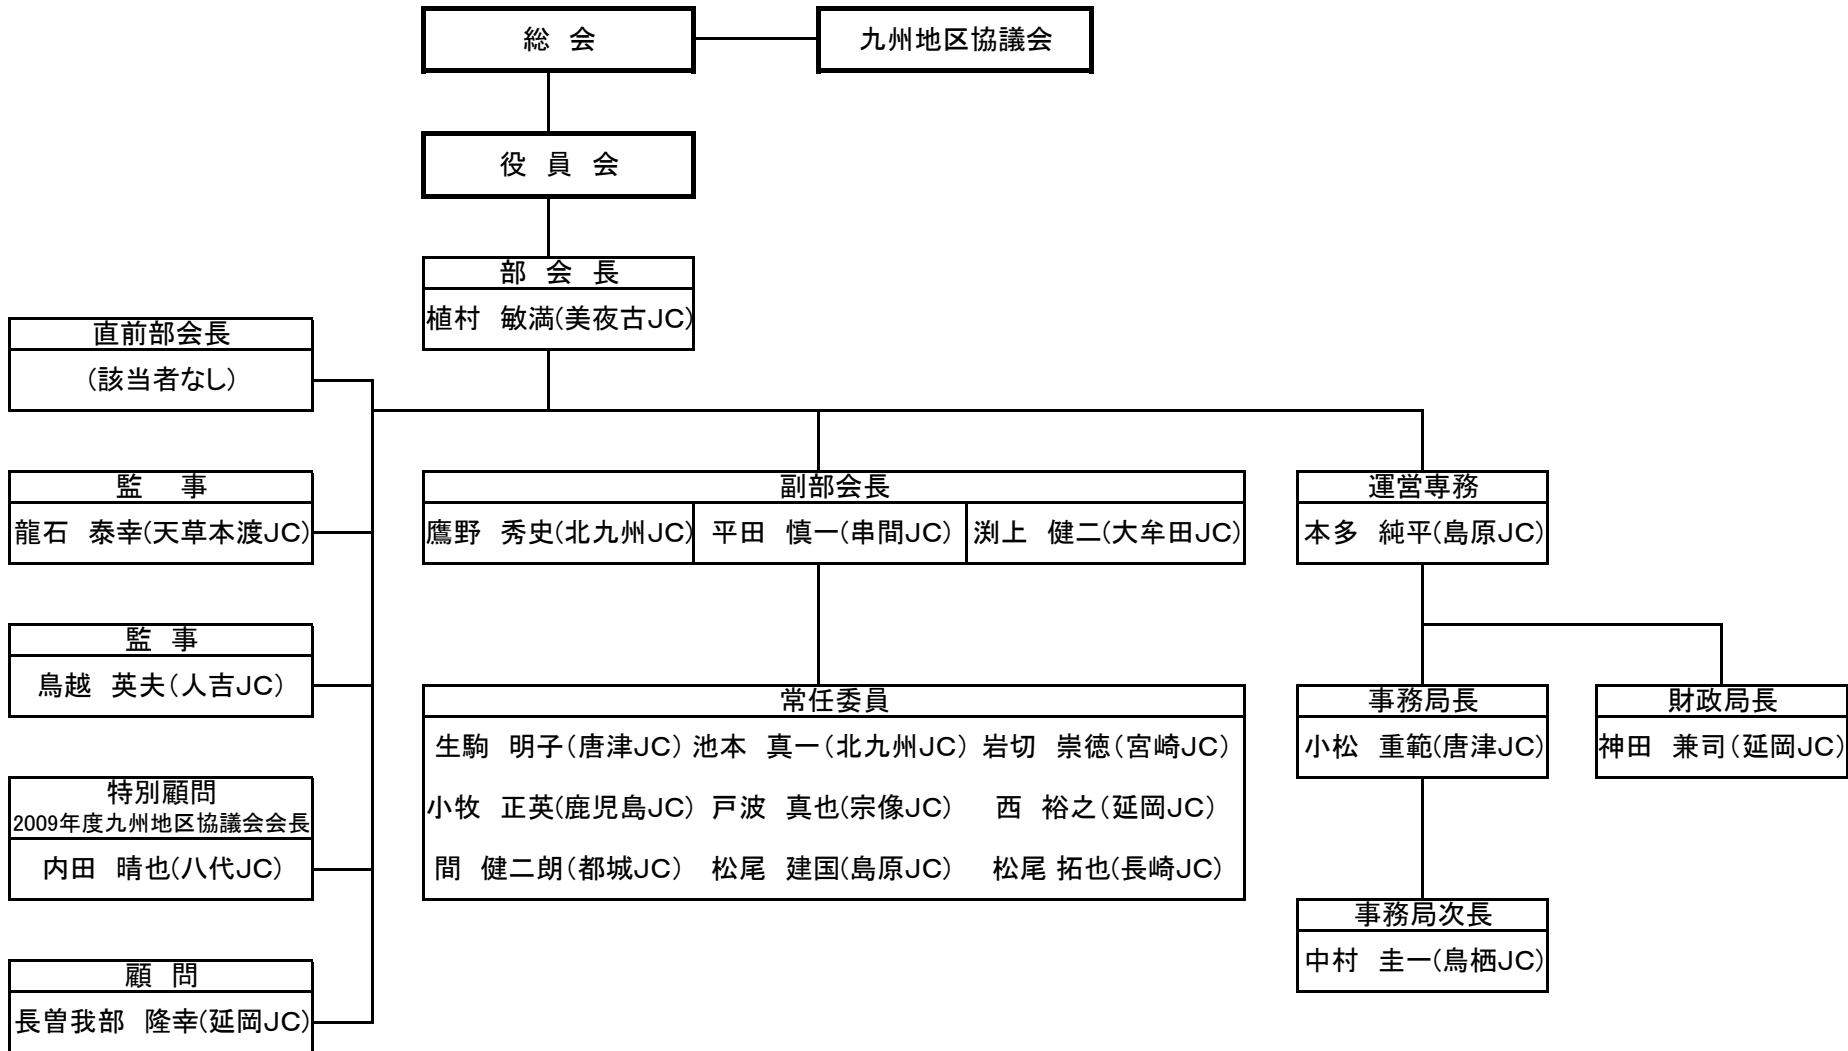 総 会
九州地区協議会
役 員 会
部 会 長
植村 敏満(美夜古JC)
直前部会長
(該当者なし)
監 事
龍石 泰幸(天草本渡JC)
監 事
鳥越 英夫(人吉JC)
特別顧問
2009年度九州地区協議会会長
内田 晴也(八代JC)
顧 問
長曽我部 隆幸(延岡JC)
副部会長
鷹野 秀史(北九州JC) 平田 慎一(串間JC) 渕上 健二(大牟田JC)
常任委員
生駒 明子(唐津JC) 池本 真一(北九州JC) 岩切 崇徳(宮崎JC)
小牧 正英(鹿児島JC) 戸波 真也(宗像JC) 西 裕之(延岡JC)
間 健二朗(都城JC) 松尾 建国(島原JC) 松尾 拓也(長崎JC)
運営専務
本多 純平(島原JC)
事務局長
小松 重範(唐津JC)
財政局長
神田 兼司(延岡JC)
事務局次長
中村 圭一(鳥栖JC)